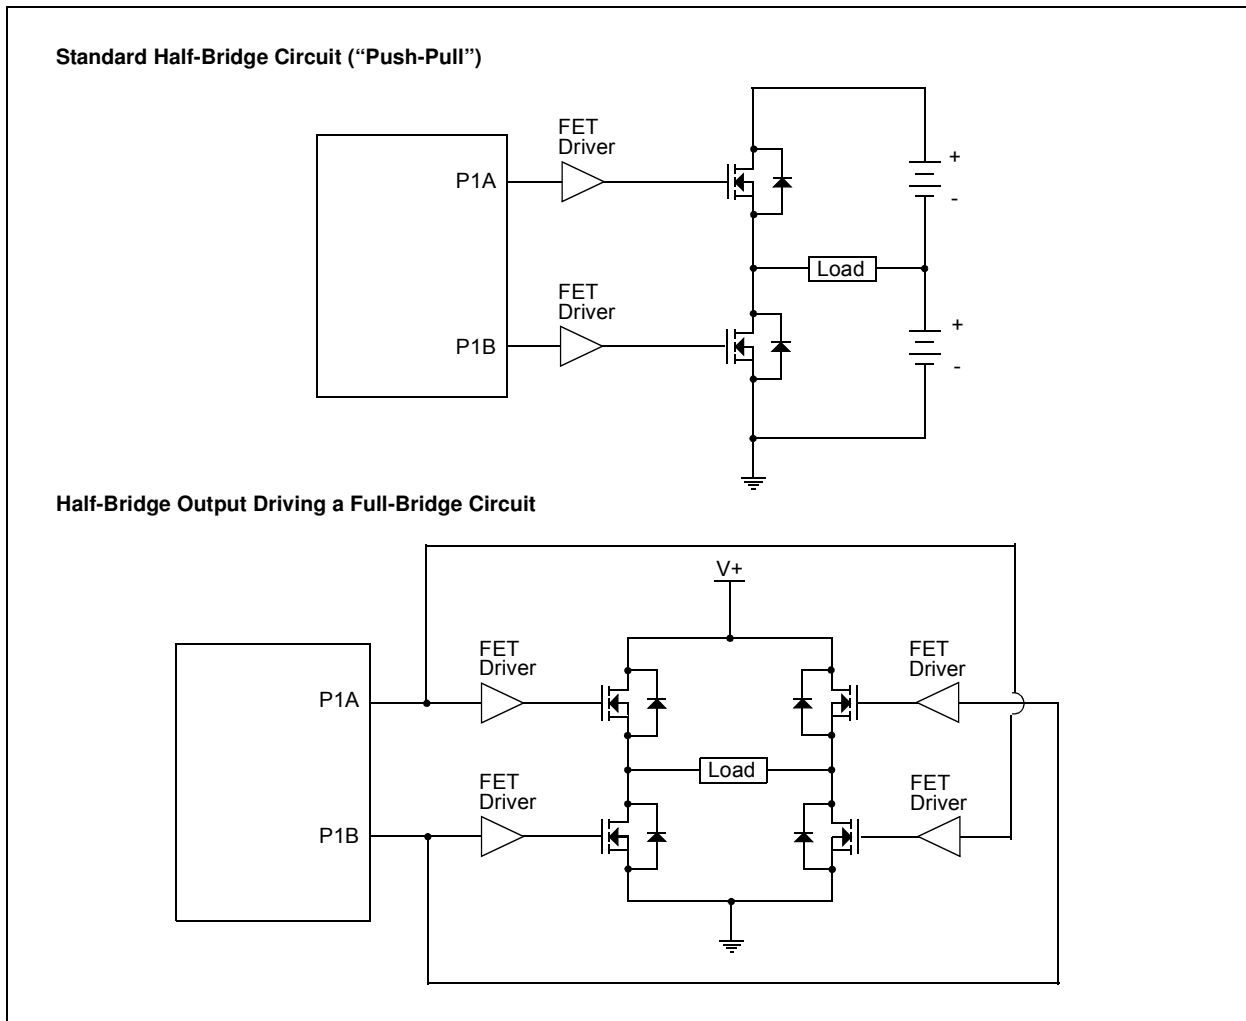 Standard Half-Bridge Circuit (“Push-Pull”)
FET
Driver
P1A
+
-
Load
FET
Driver
P1B
+
-
Half-Bridge Output Driving a Full-Bridge Circuit
V+
FET
Driver
FET
Driver
P1A
Load
FET
Driver
FET
Driver
P1B